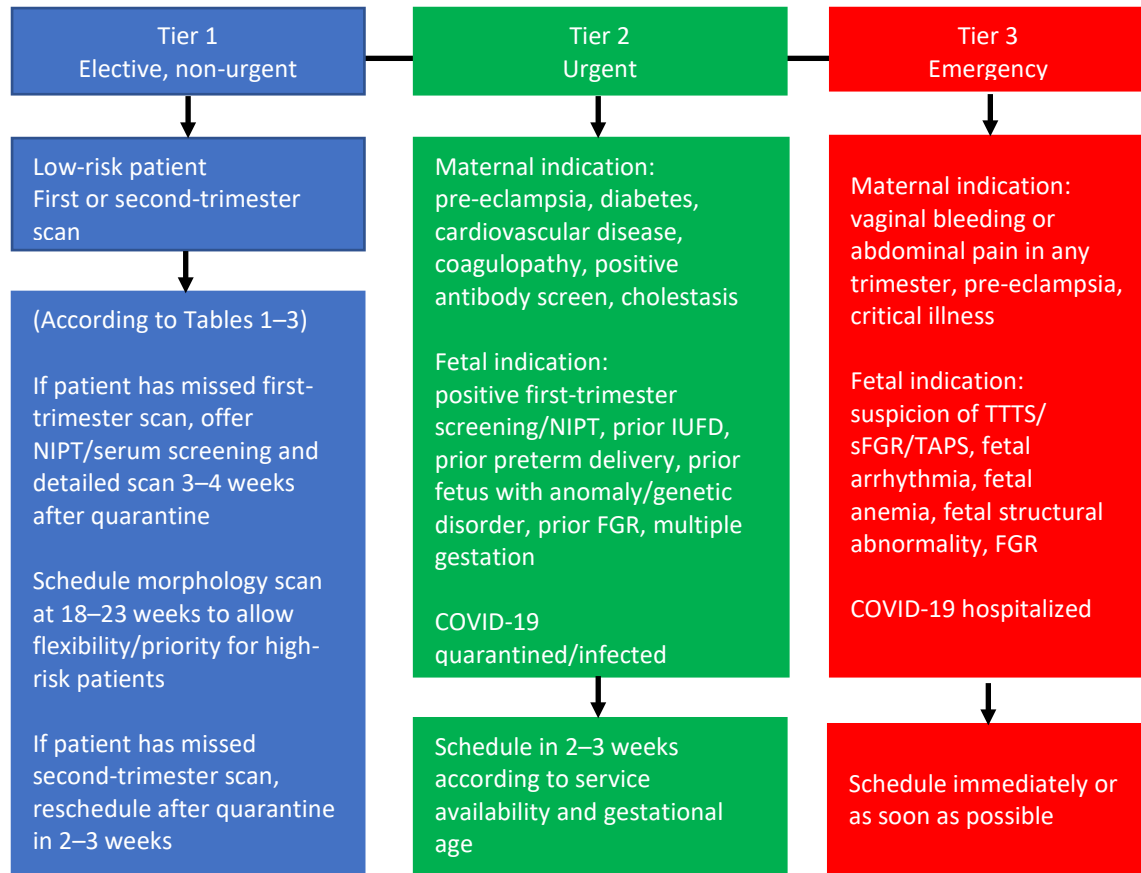 Tier 1
Elective, non-urgent
Tier 2
Urgent
Tier 3
Emergency
Low-risk patient
First or second-trimester
scan
(According to Tables 1–3)
If patient has missed first-
trimester scan, offer
NIPT/serum screening and
detailed scan 3–4 weeks
after quarantine
Schedule morphology scan
at 18–23 weeks to allow
flexibility/priority for high-
risk patients
If patient has missed
second-trimester scan,
reschedule after quarantine
in 2–3 weeks
Maternal indication:
pre-eclampsia, diabetes,
cardiovascular disease,
coagulopathy, positive
antibody screen, cholestasis
Fetal indication:
positive first-trimester
screening/NIPT, prior IUFD,
prior preterm delivery, prior
fetus with anomaly/genetic
disorder, prior FGR, multiple
gestation
COVID-19
quarantined/infected
Schedule in 2–3 weeks
according to service
availability and gestational
age
Maternal indication:
vaginal bleeding or
abdominal pain in any
trimester, pre-eclampsia,
critical illness
Fetal indication:
suspicion of TTTS/
sFGR/TAPS, fetal
arrhythmia, fetal
anemia, fetal structural
abnormality, FGR
COVID-19 hospitalized
Schedule immediately or
as soon as possible